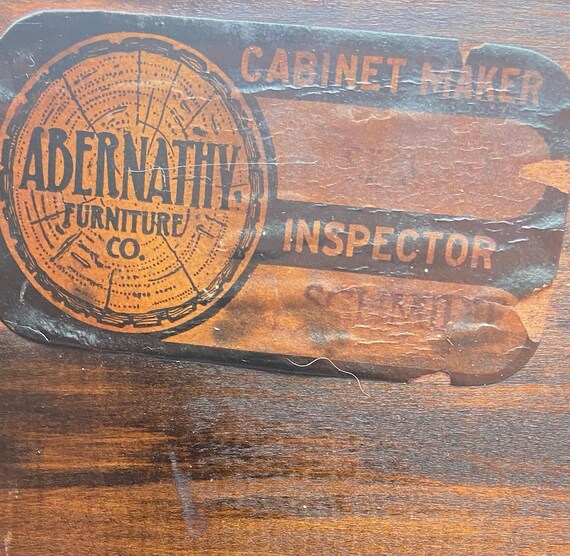 ABERNATHY.
FURNITURE
CO.
CABINET MAKER
INSPECTOR